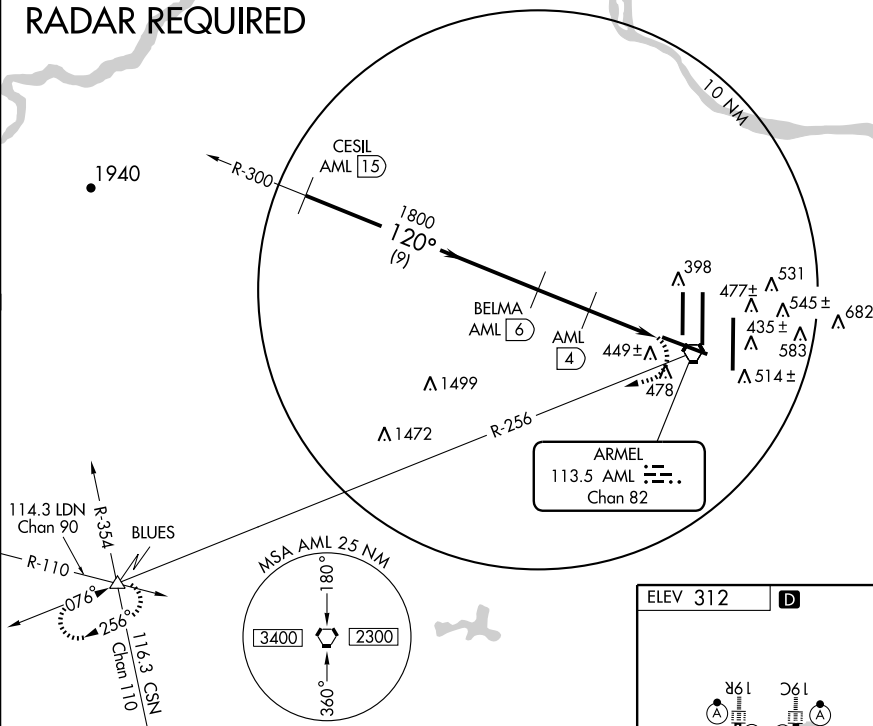 RADAR REQUIRED
10 NM
CESIL
AML 15
R-300
1940
1800
120°
(9)
BELMA
AML 6
AML
4
398
531
477±
545±
682
435±
583
449±
478
514±
1499
1472
R-256
ARMEL
113.5 AML
Chan 82
114.3 LDN
Chan 90
R-354
BLUES
R-110
076°
256°
116.3 CSN
Chan 110
MSA AML 25 NM
180°
3400
2300
360°
ELEV 312
D
19R
19C
A
A